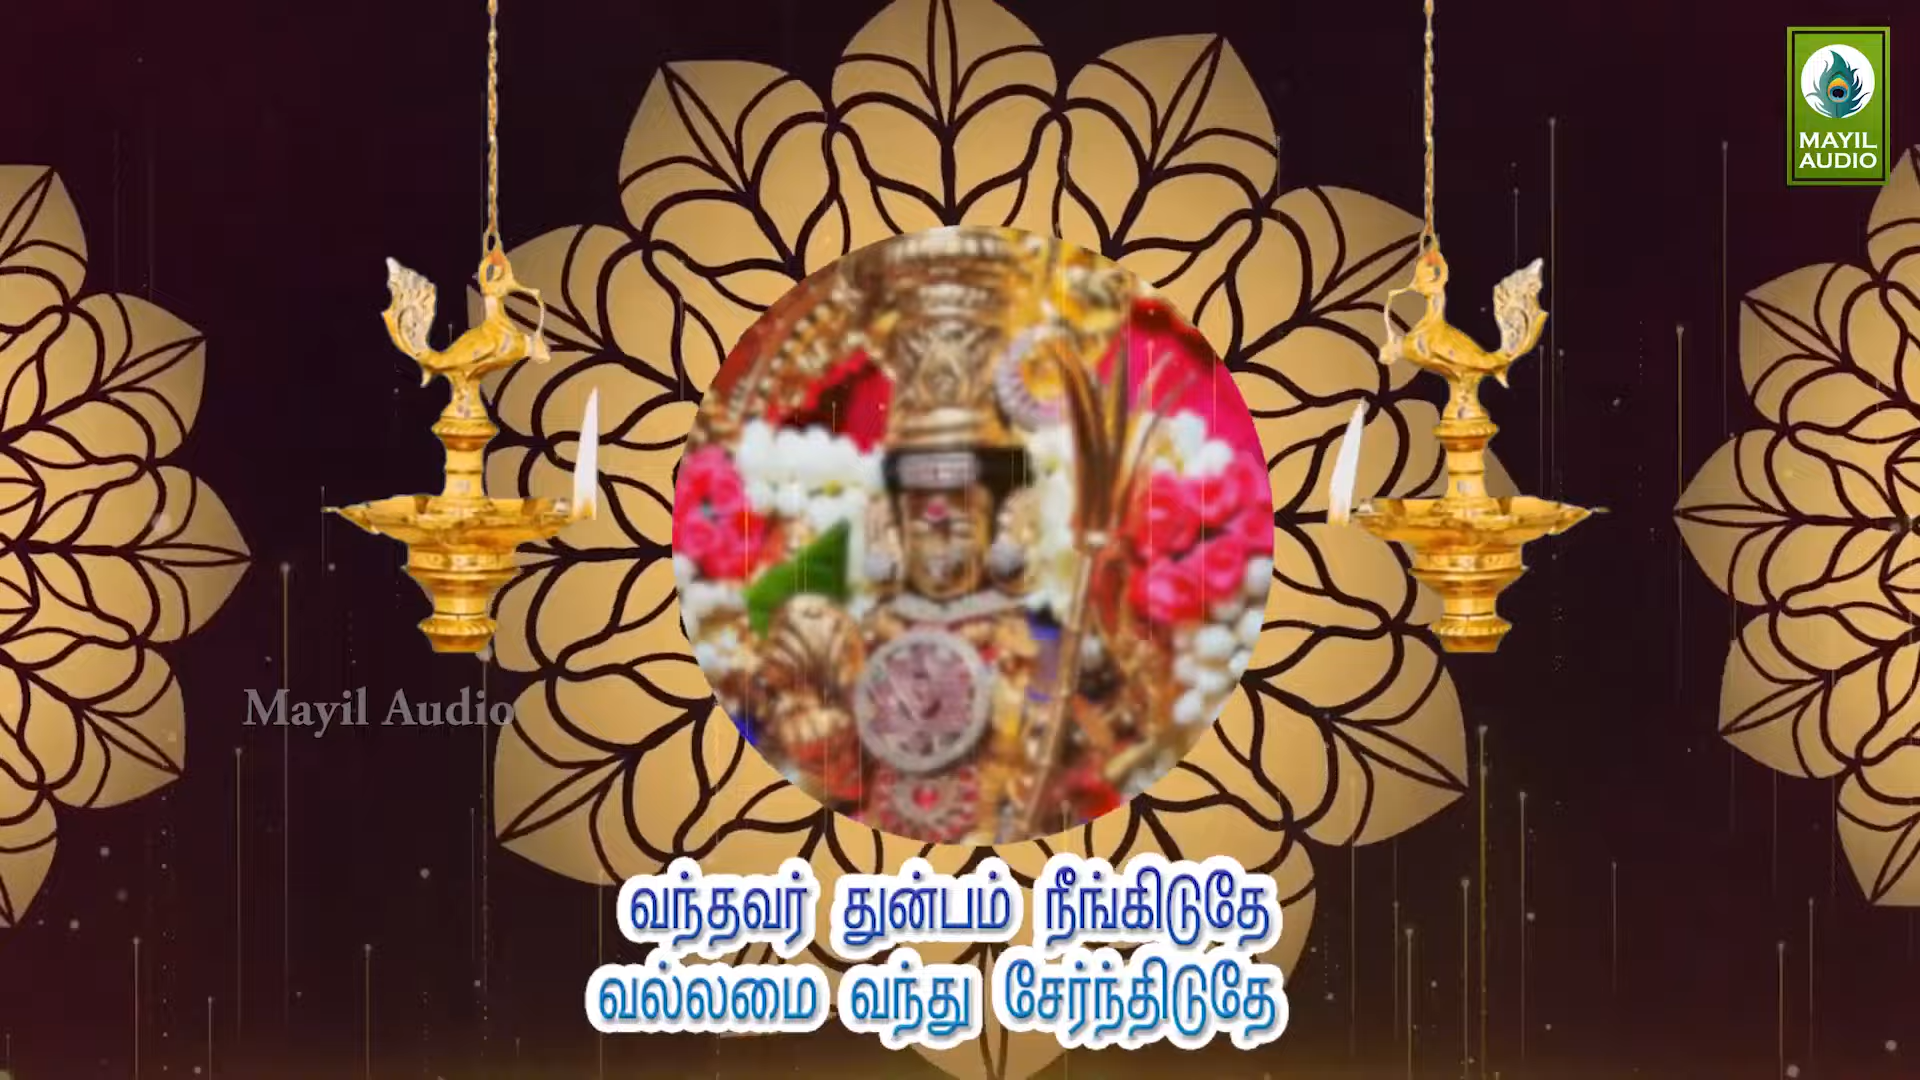 MAYIL
AUDIO
Mayil Audio
வந்தவர் துன்பம் நீங்கிடுதே
வல்லமை வந்து சேர்ந்திடுதே